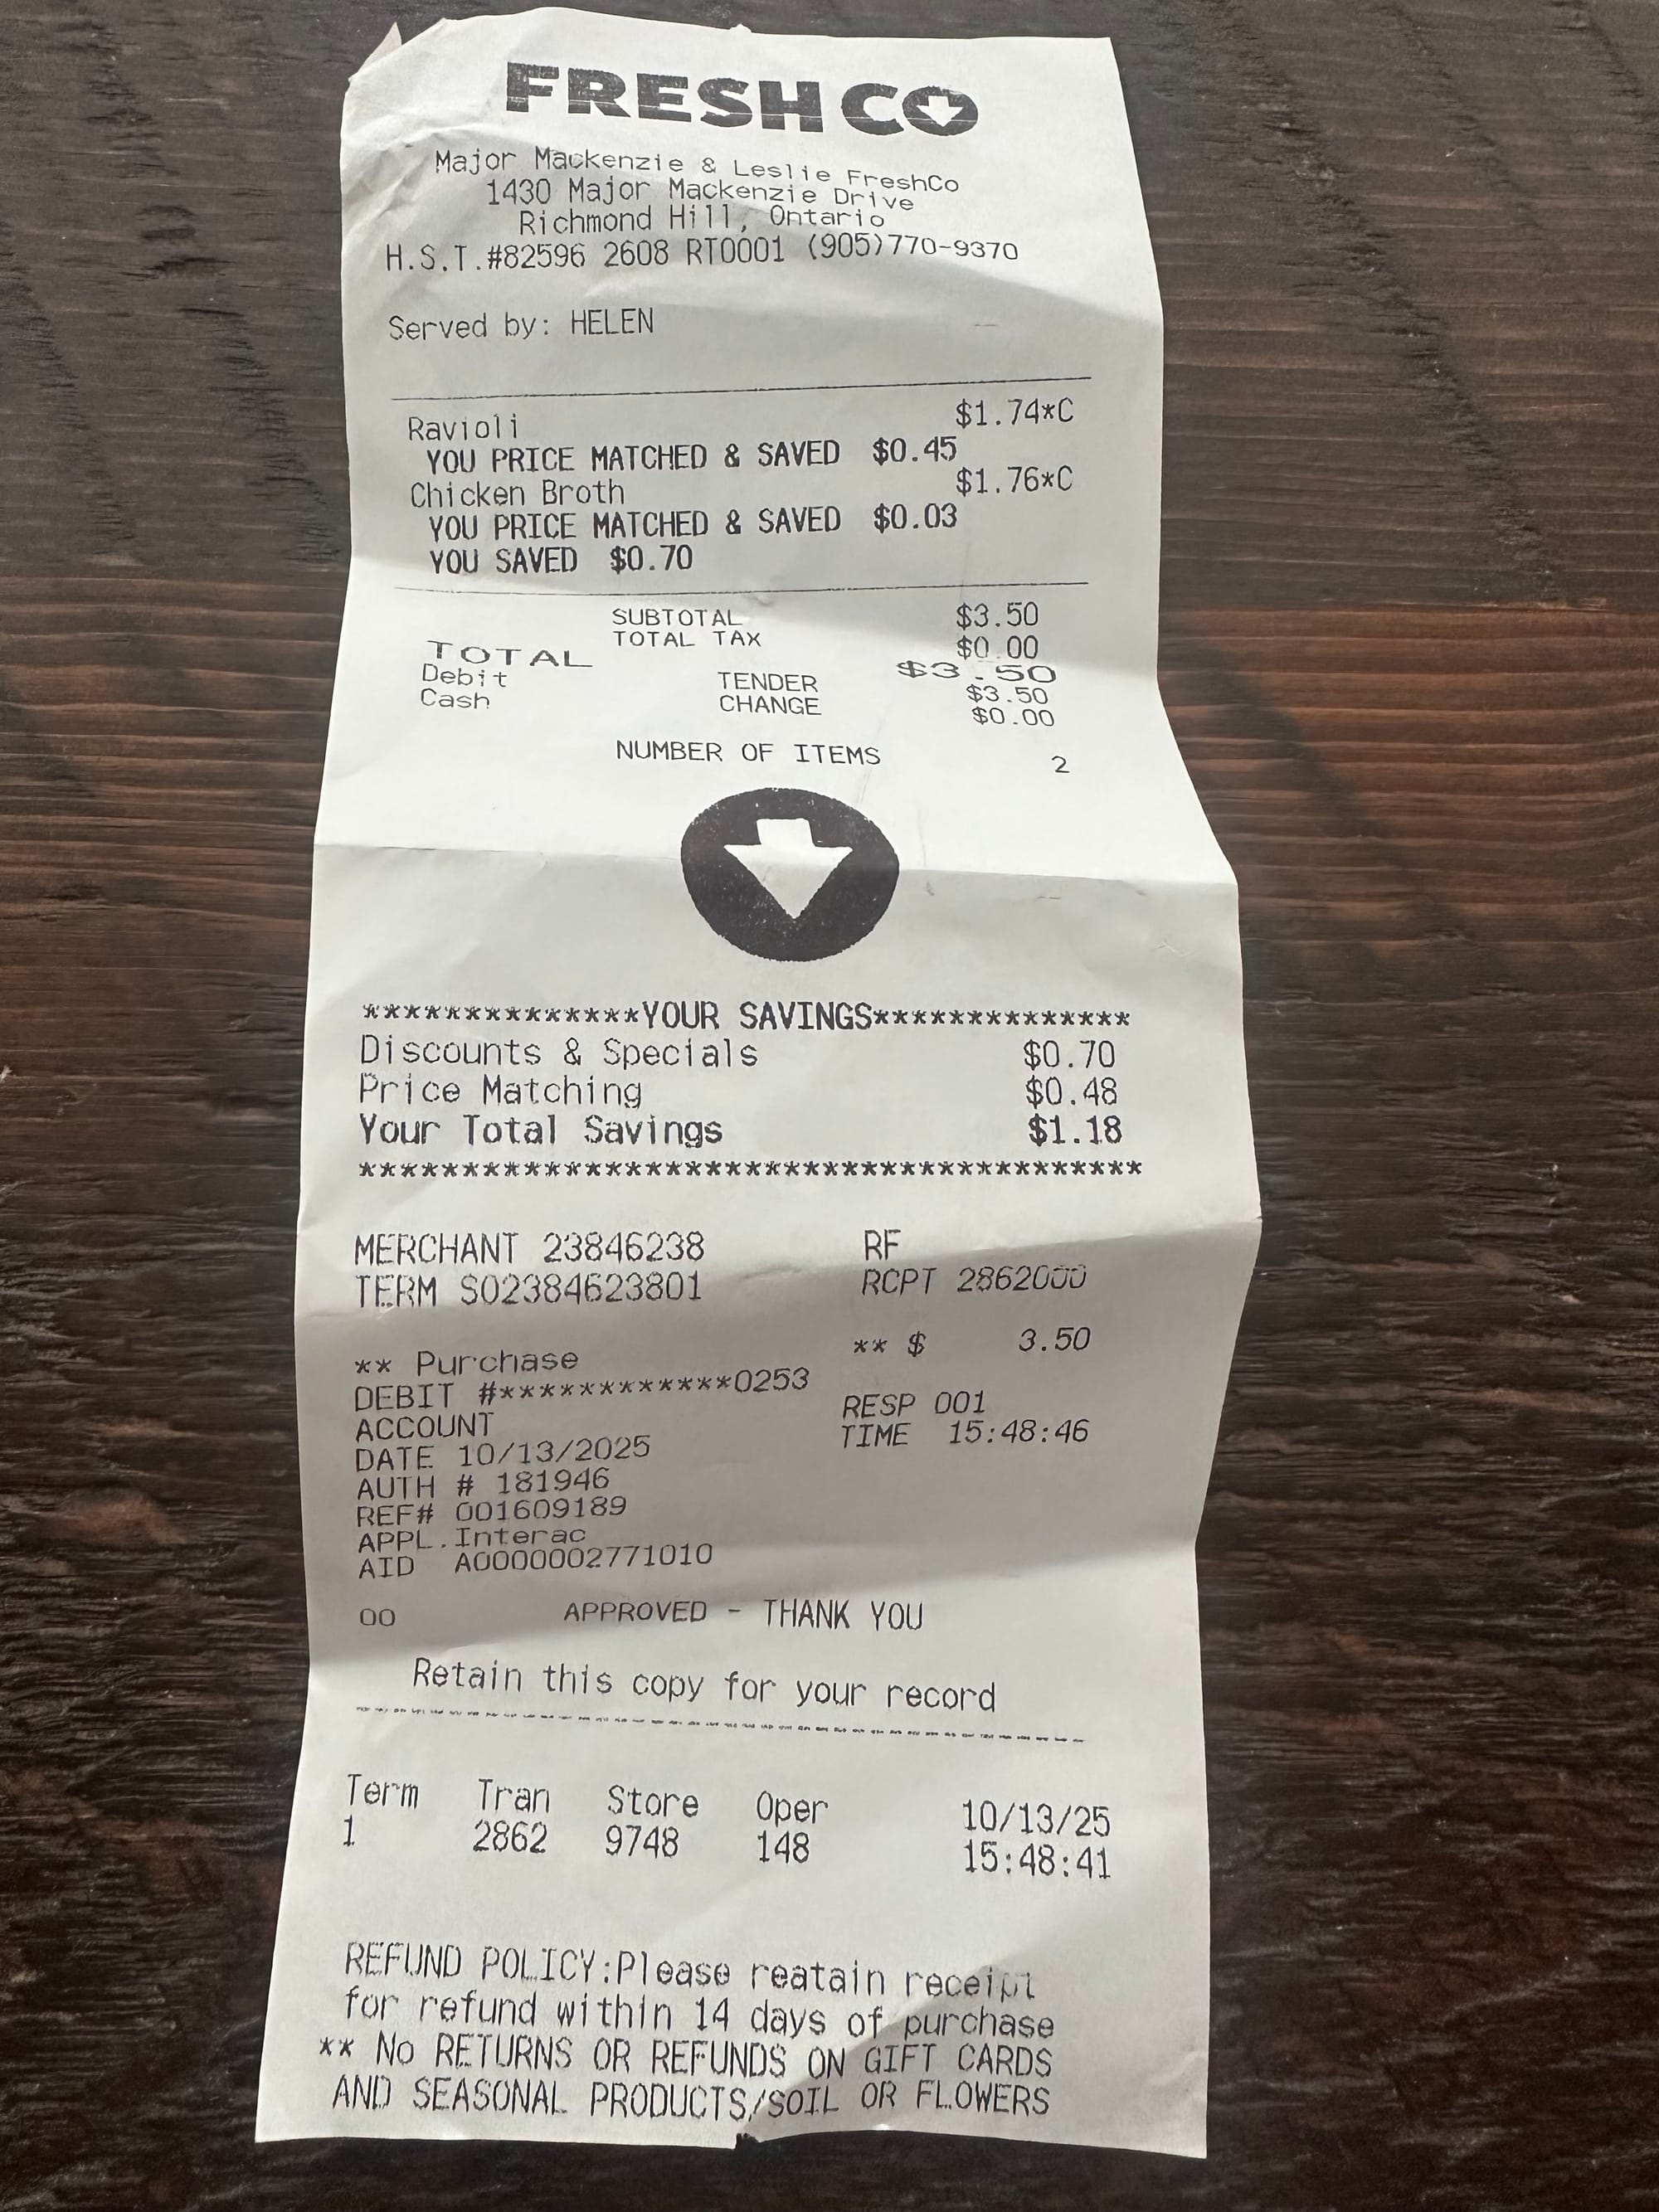 FRESHCO
Major Mackenzie & Leslie FreshCo
1430 Major Mackenzie Drive
Richmond Hill, Ontario
H.S.T.#82596 2608 RT0001 (905)770-9370
Served by: HELEN
Ravioli $1.74*C
YOU PRICE MATCHED & SAVED $0.45
Chicken Broth $1.76*C
YOU PRICE MATCHED & SAVED $0.03
YOU SAVED $0.70
SUBTOTAL $3.50
TOTAL TAX $0.00
TOTAL $3.50
Debit TENDER $3.50
Cash CHANGE $0.00
NUMBER OF ITEMS 2
**************YOUR SAVINGS*************
Discounts & Specials $0.70
Price Matching $0.48
Your Total Savings $1.18
***************************************
MERCHANT 23846238 RF
TERM S02384623801 RCPT 2862000
** Purchase ** $ 3.50
DEBIT #************0253
ACCOUNT RESP 001
DATE 10/13/2025 TIME 15:48:46
AUTH # 181946
REF# 001609189
APPL.Interac
AID A0000002771010
00 APPROVED - THANK YOU
Retain this copy for your record
Term Tran Store Oper 10/13/25
1 2862 9748 148 15:48:41
REFUND POLICY:Please reatain receipt
for refund within 14 days of purchase
** No RETURNS OR REFUNDS ON GIFT CARDS
AND SEASONAL PRODUCTS/SOIL OR FLOWERS